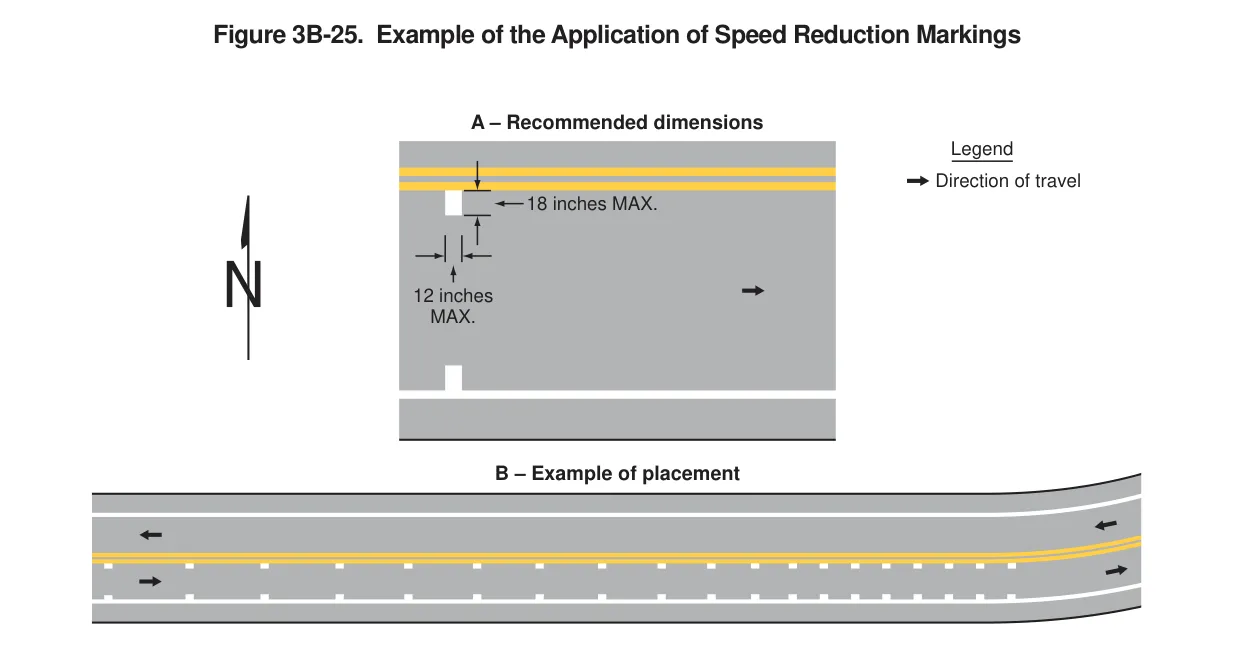 Figure 3B-25.  Example of the Application of Speed Reduction Markings
A – Recommended dimensions
Legend
Direction of travel
18 inches MAX.
12 inches
MAX.
N
B – Example of placement